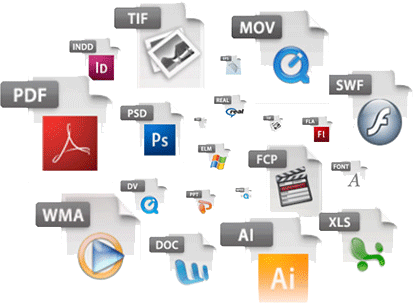 TIF
MOV
INDD
ID
PDF
SWF
PSD
Ps
REAL
real
FLA
Fl
ELM
FCP
FONT
A
DV
PPT
WMA
DOC
AI
Ai
XLS